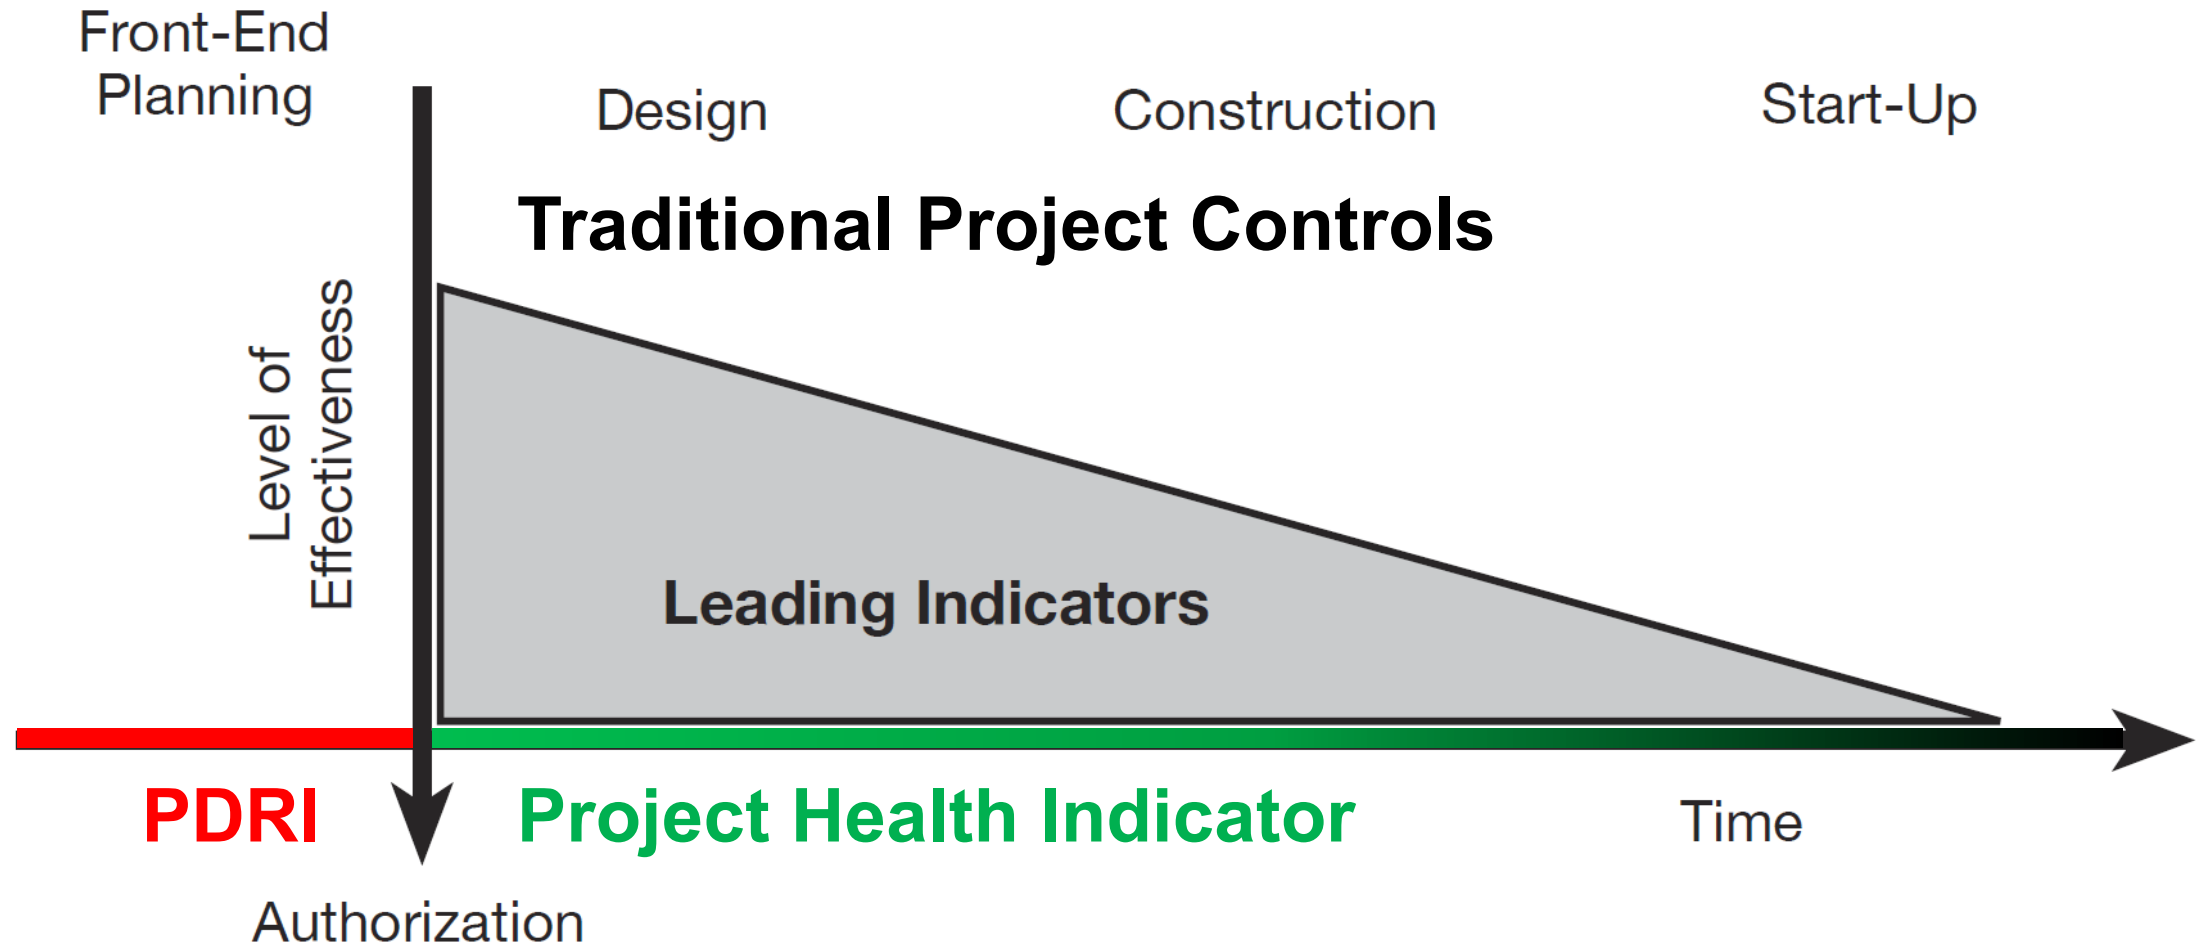 Front-End
Planning
Design
Construction
Start-Up
Traditional Project Controls
Level of
Effectiveness
Leading Indicators
PDRI
Project Health Indicator
Time
Authorization